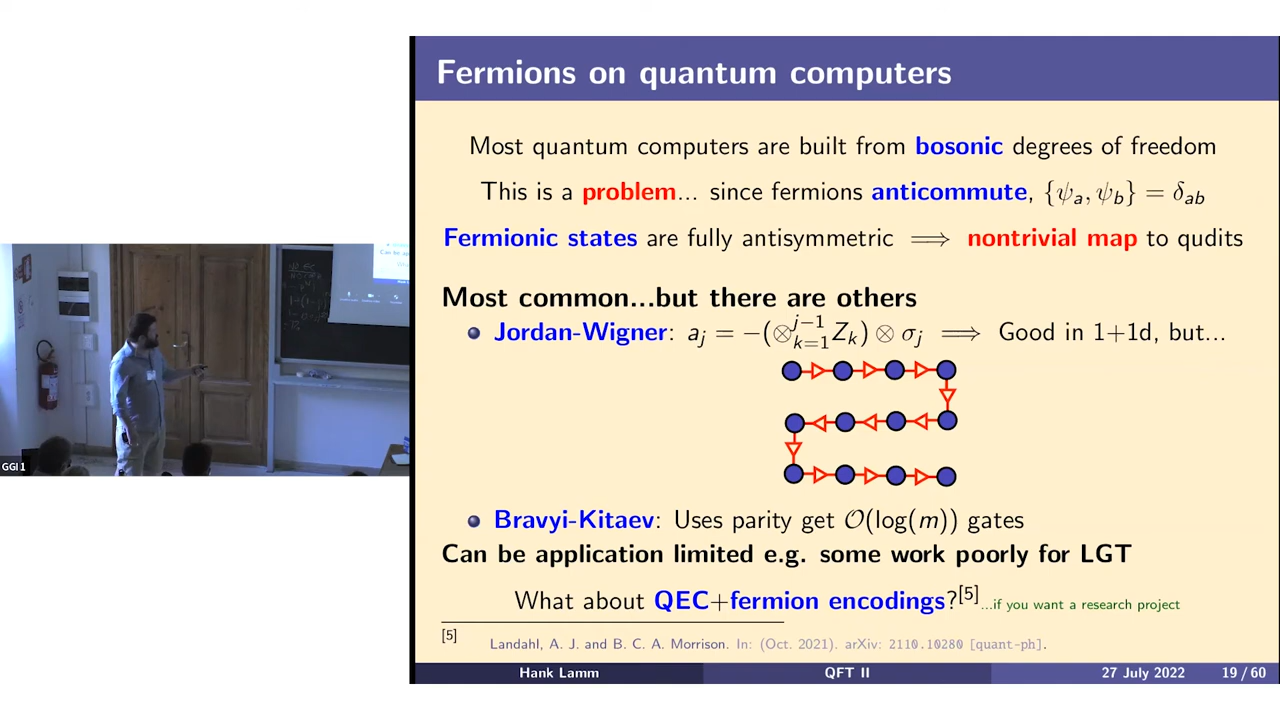 Fermions on quantum computers
Most quantum computers are built from bosonic degrees of freedom
This is a problem... since fermions anticommute, {ψ_a, ψ_b} = δ_ab
Fermionic states are fully antisymmetric ⟹ nontrivial map to qudits
Most common...but there are others
Jordan-Wigner: a_j = −(⊗_{k=1}^{j−1} Z_k) ⊗ σ_j ⟹ Good in 1+1d, but...
Bravyi-Kitaev: Uses parity get O(log(m)) gates
Can be application limited e.g. some work poorly for LGT
What about QEC+fermion encodings?[5]...if you want a research project
[5] Landahl, A. J. and B. C. A. Morrison. In: (Oct. 2021). arXiv: 2110.10280 [quant-ph].
Hank Lamm QFT II 27 July 2022 19 / 60
GGI1